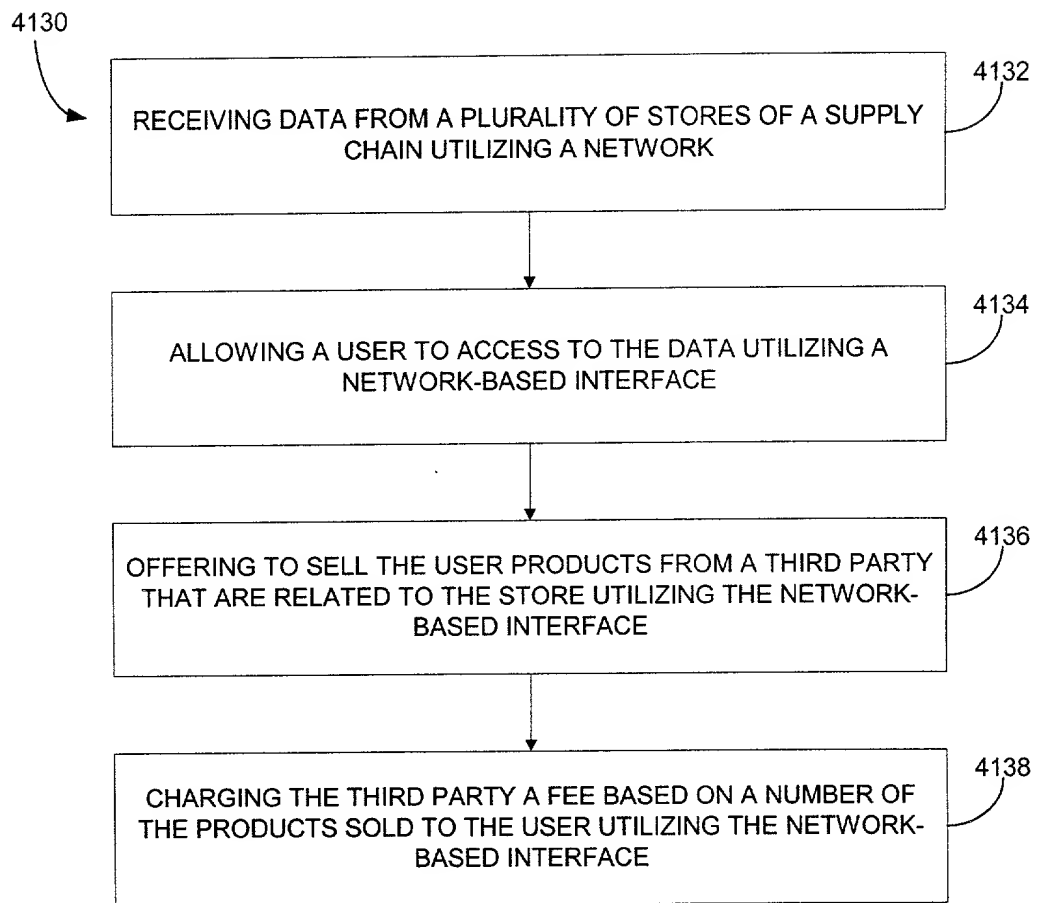 4130
4132
RECEIVING DATA FROM A PLURALITY OF STORES OF A SUPPLY
CHAIN UTILIZING A NETWORK
4134
ALLOWING A USER TO ACCESS TO THE DATA UTILIZING A
NETWORK-BASED INTERFACE
4136
OFFERING TO SELL THE USER PRODUCTS FROM A THIRD PARTY
THAT ARE RELATED TO THE STORE UTILIZING THE NETWORK-
BASED INTERFACE
4138
CHARGING THE THIRD PARTY A FEE BASED ON A NUMBER OF
THE PRODUCTS SOLD TO THE USER UTILIZING THE NETWORK-
BASED INTERFACE